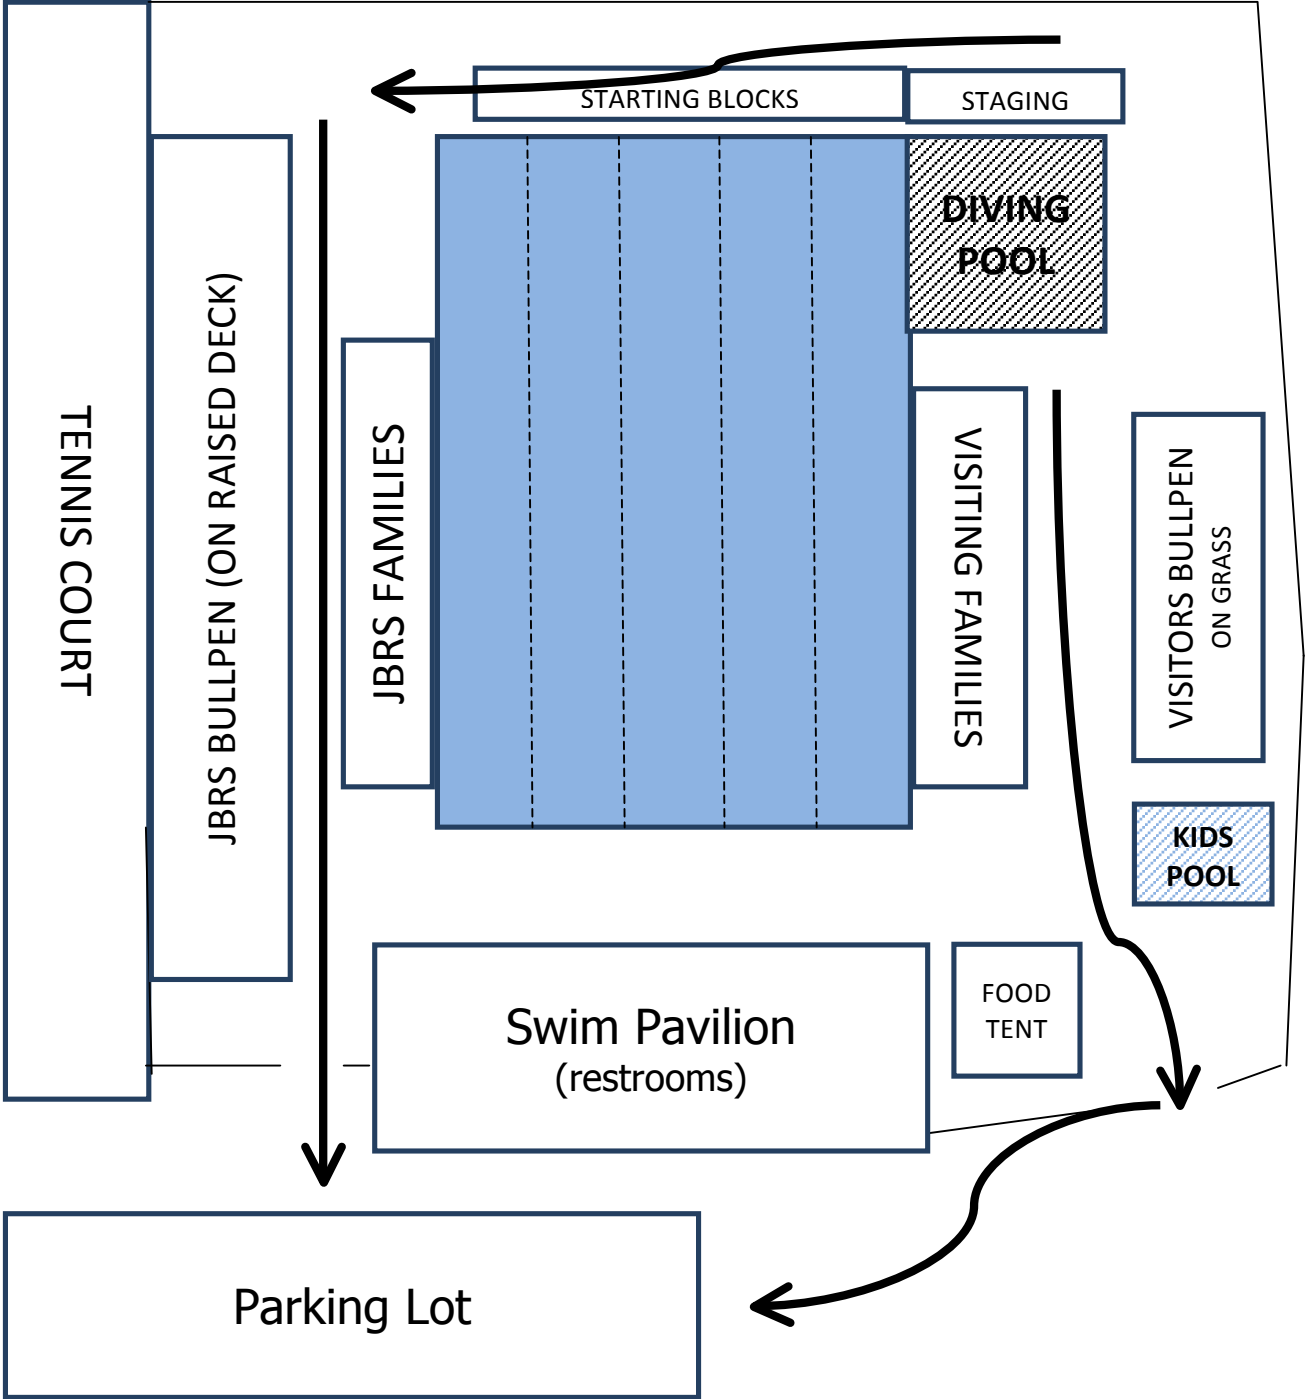 STARTING BLOCKS
STAGING
DIVING
POOL
TENNIS COURT
JBRS BULLPEN (ON RAISED DECK)
JBRS FAMILIES
VISITING FAMILIES
VISITORS BULLPEN
ON GRASS
KIDS
POOL
Swim Pavilion
(restrooms)
FOOD
TENT
Parking Lot